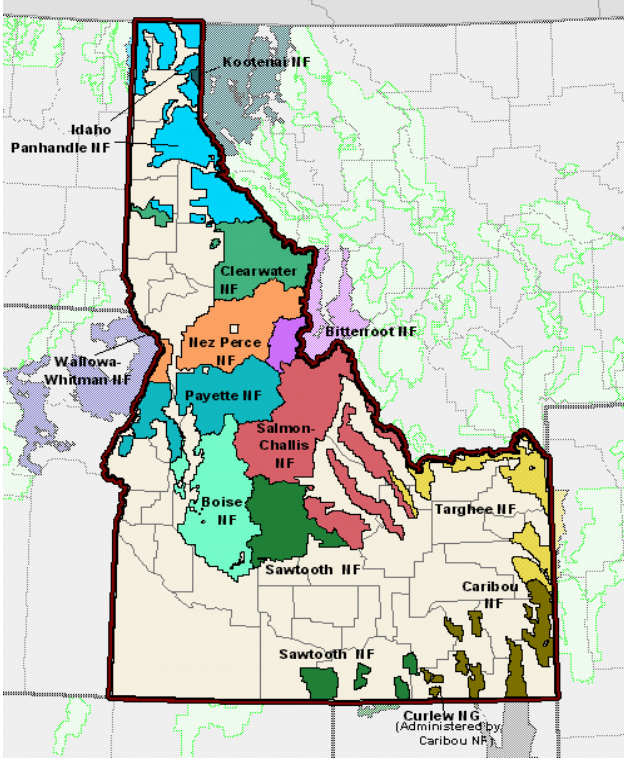 Kootenai NF
Idaho
Panhandle NF
Clearwater
NF
Bitterroot NF
Nez Perce
NF
Wallowa-
Whitman NF
Payette NF
Salmon-
Challis
NF
Boise
NF
Targhee NF
Sawtooth NF
Caribou
NF
Sawtooth NF
Curlew NG
(Administered by
Caribou NF)